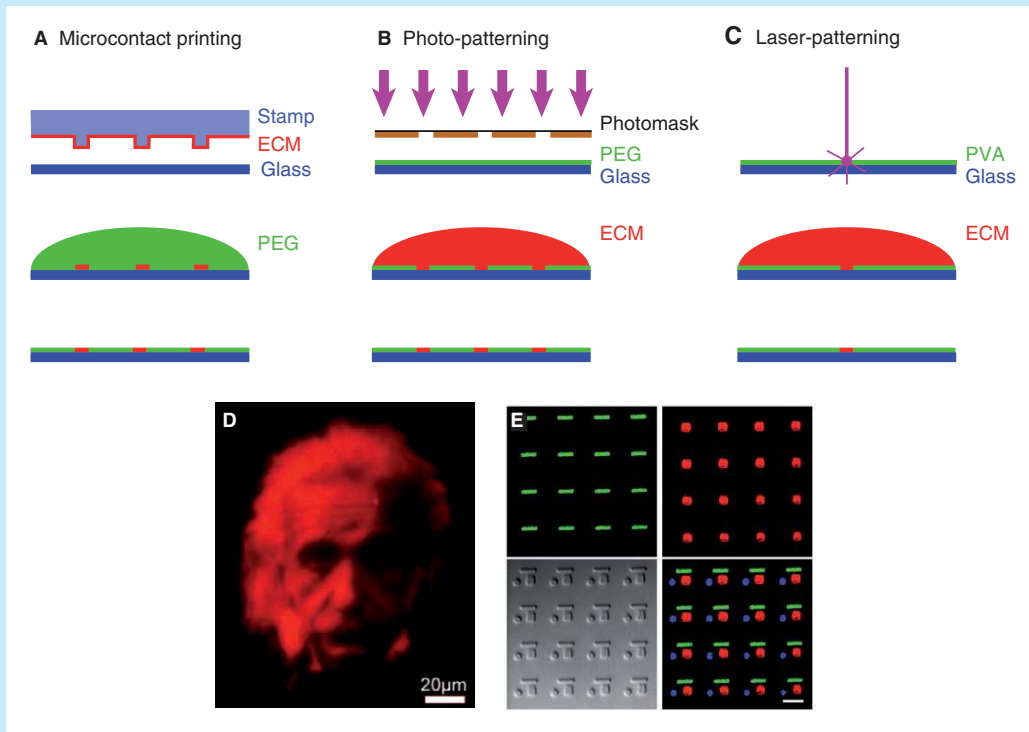 A Microcontact printing
Stamp
ECM
Glass
PEG
B Photo-patterning
Photomask
PEG
Glass
ECM
C Laser-patterning
PVA
Glass
ECM
D
20µm
E